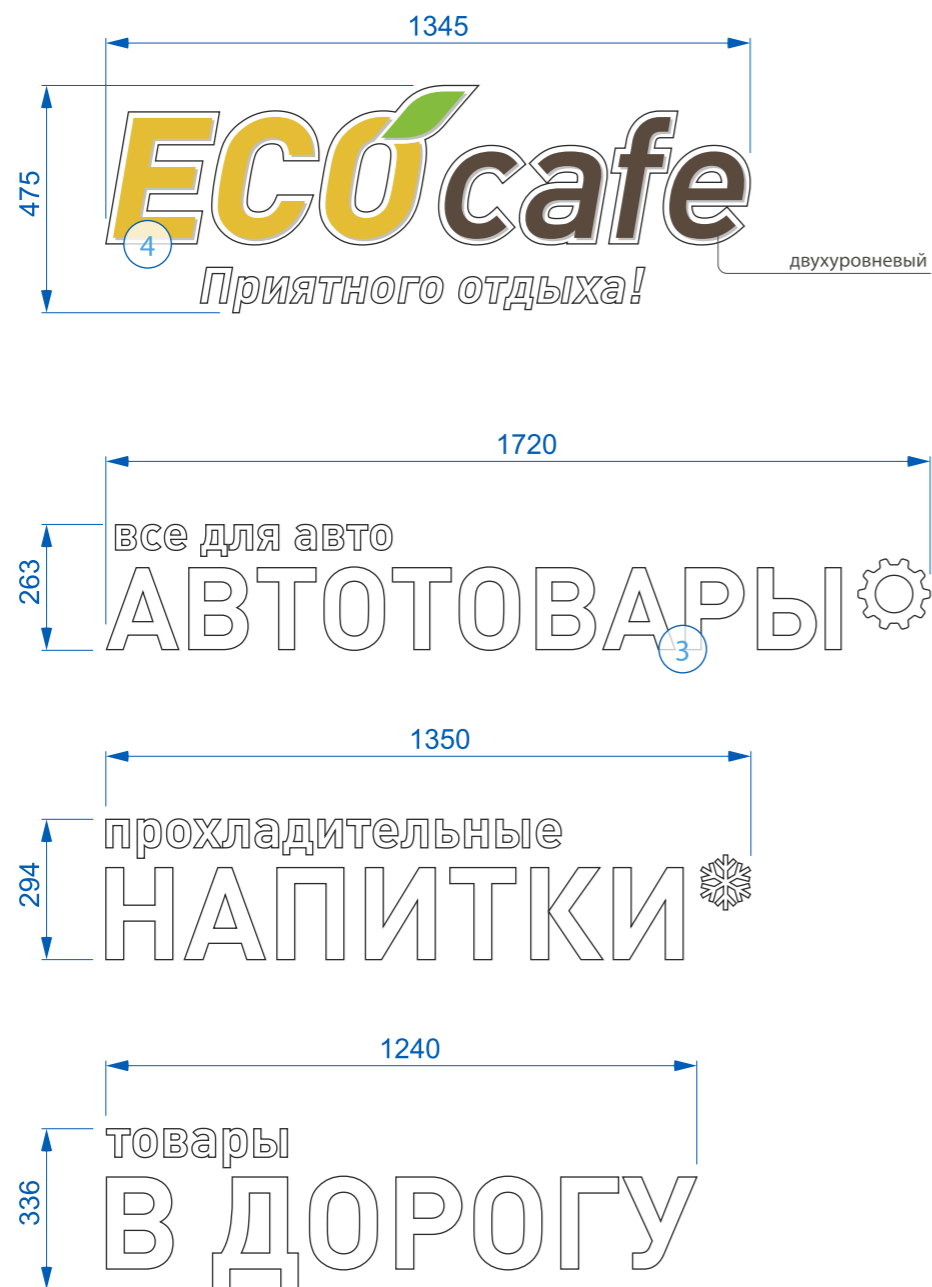 1345
475
ECO cafe
4
двухуровневый
Приятного отдыха!
1720
263
все для авто
АВТОТОВАРЫ
3
1350
294
прохладительные
НАПИТКИ
1240
336
товары
В ДОРОГУ